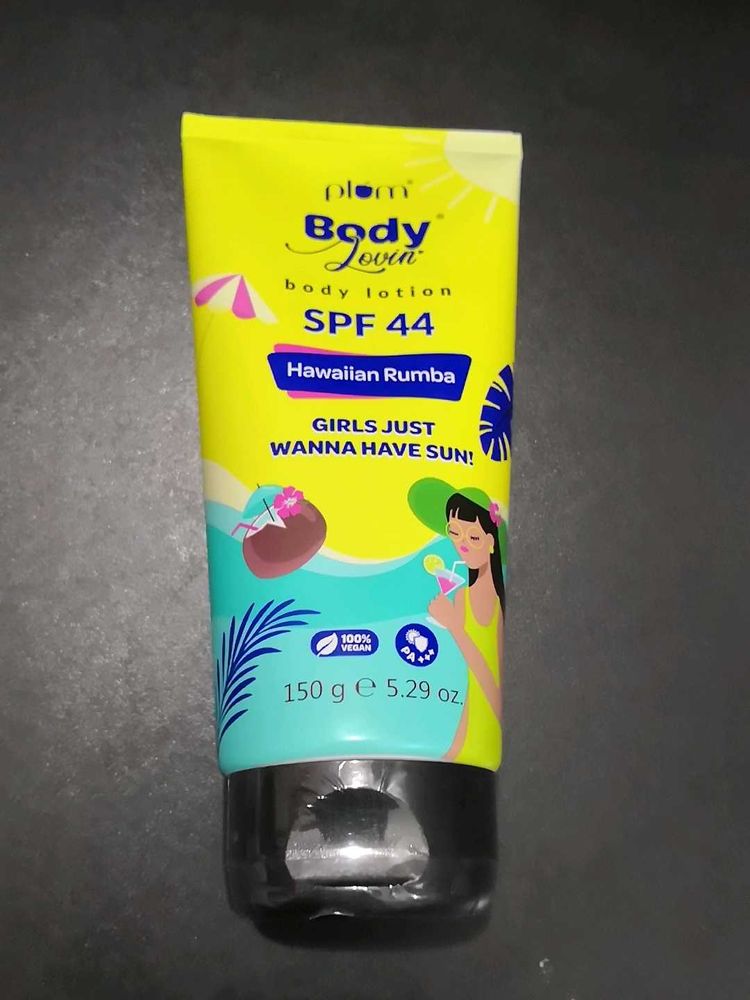 plum®
Body®
Lovin'™
body lotion
SPF 44
Hawaiian Rumba
GIRLS JUST
WANNA HAVE SUN!
100%
VEGAN
PA+++
150 g ℮ 5.29 oz.